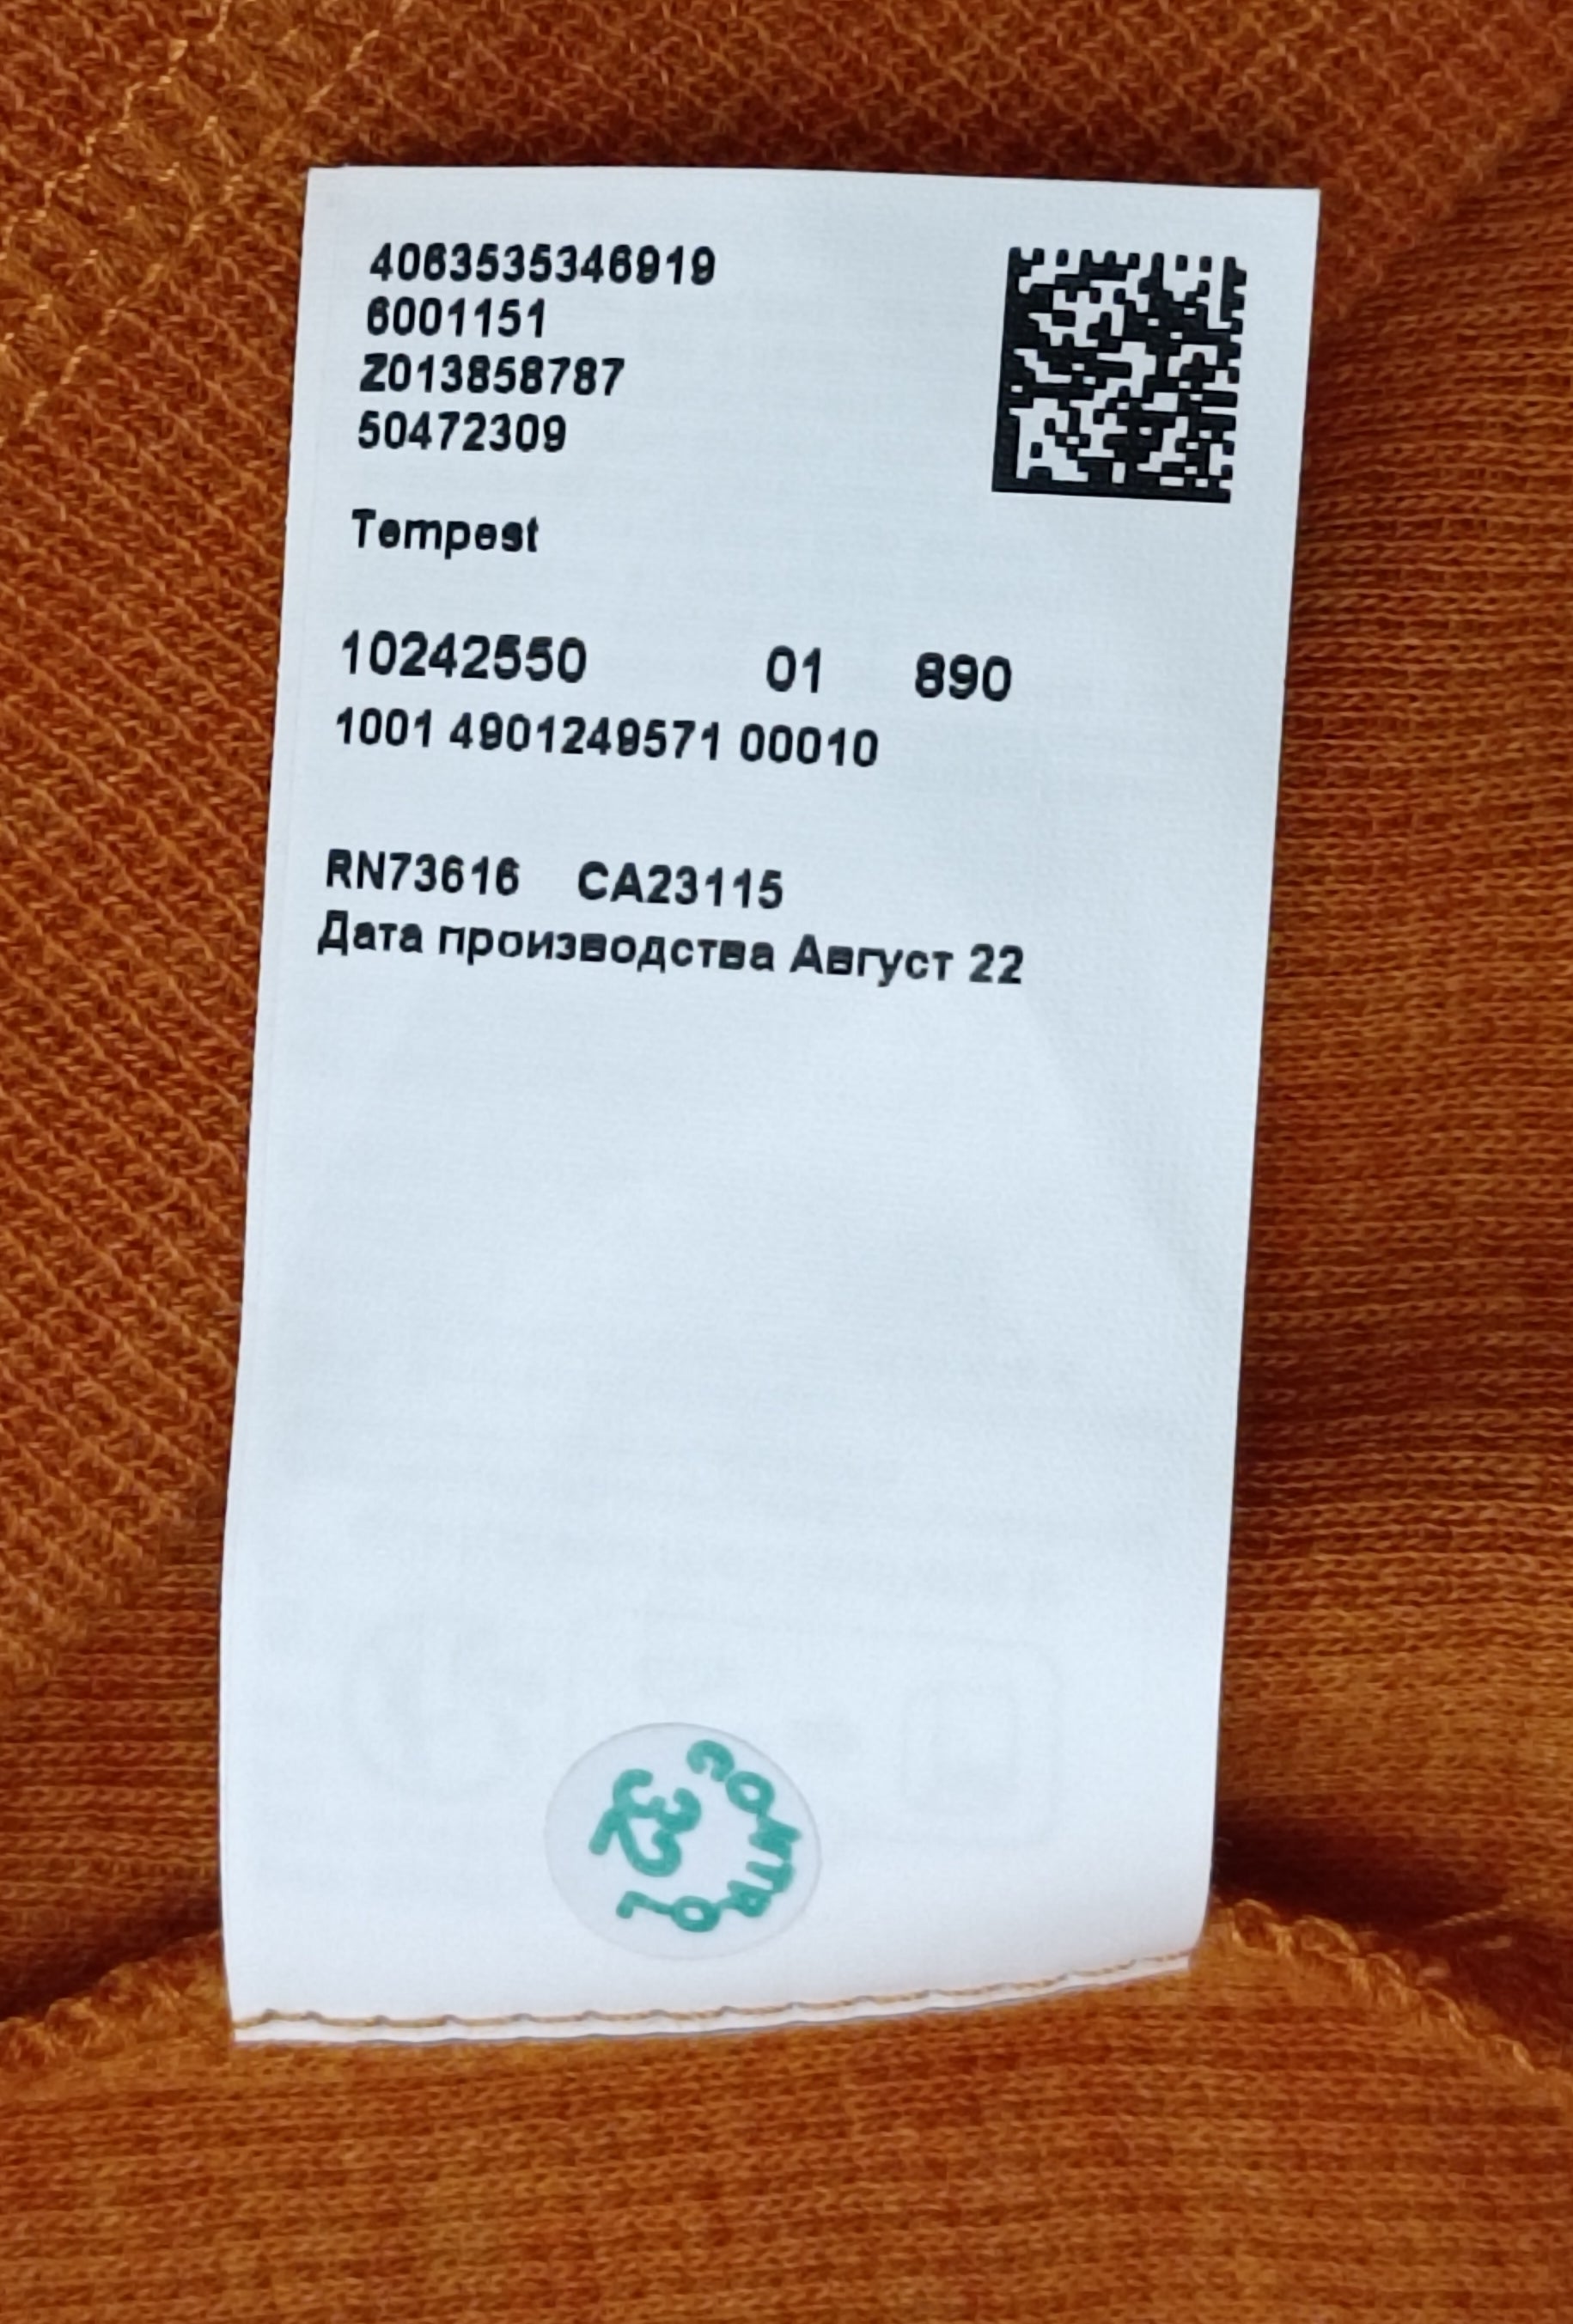 4063535346919
6001151
Z013858787
50472309
Tempest
10242550 01 890
1001 4901249571 00010
RN73616 CA23115
Дата производства Август 22
CONTROL
32